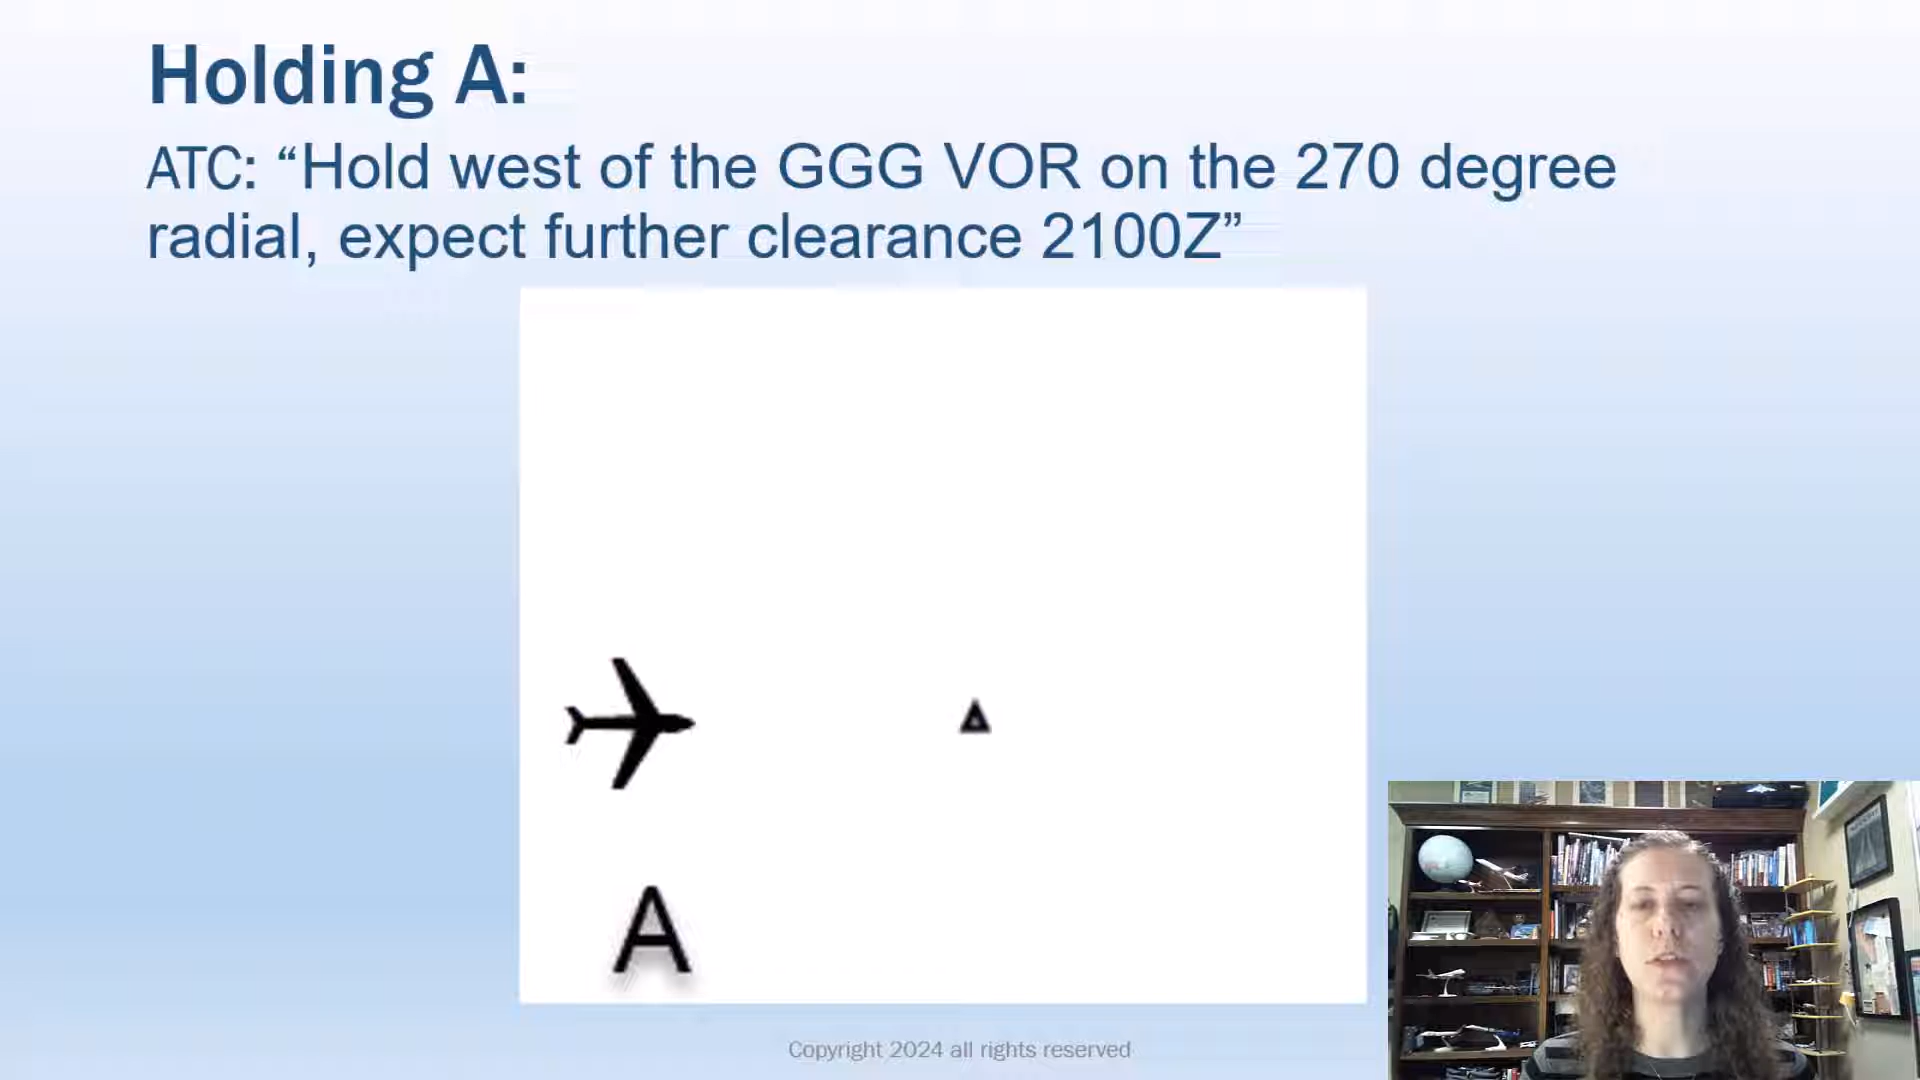 Holding A:
ATC: “Hold west of the GGG VOR on the 270 degree
radial, expect further clearance 2100Z”
A
Copyright 2024 all rights reserved